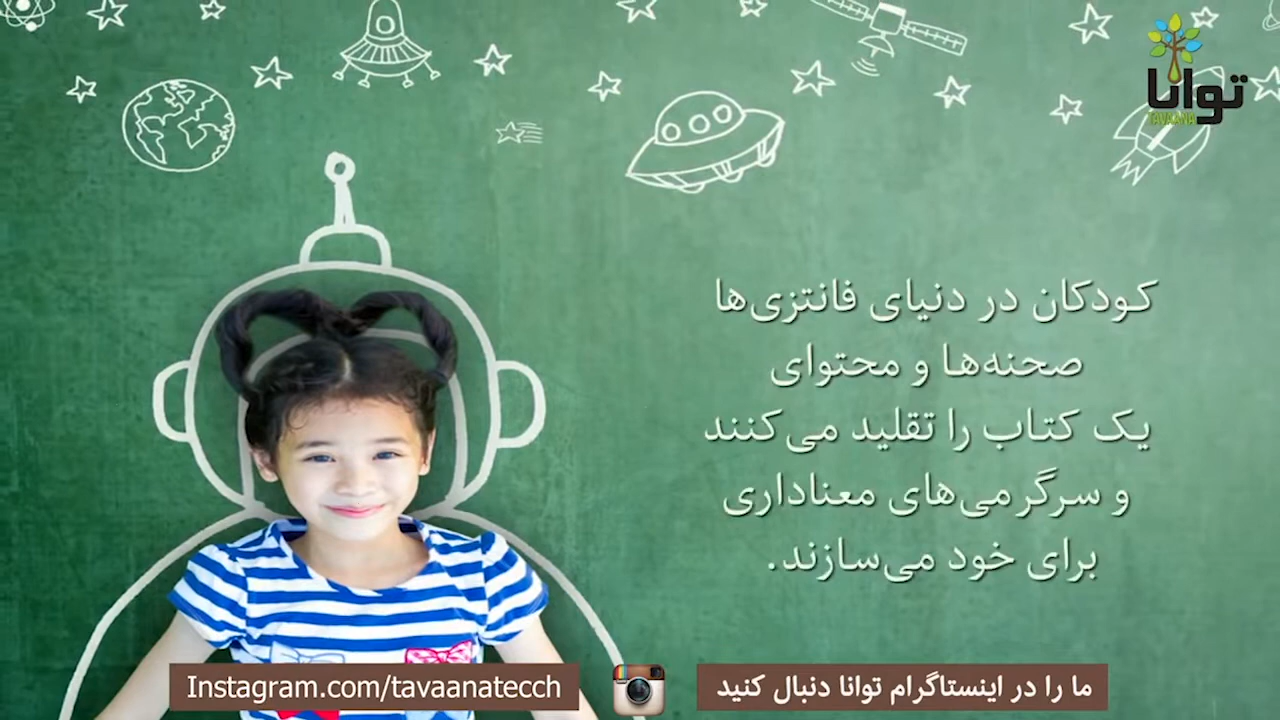 توانا
TAVAANA
کودکان در دنیای فانتزی‌ها
صحنه‌ها و محتوای
یک کتاب را تقلید می‌کنند
و سرگرمی‌های معناداری
برای خود می‌سازند.
Instagram.com/tavaanatecch
ما را در اینستاگرام توانا دنبال کنید